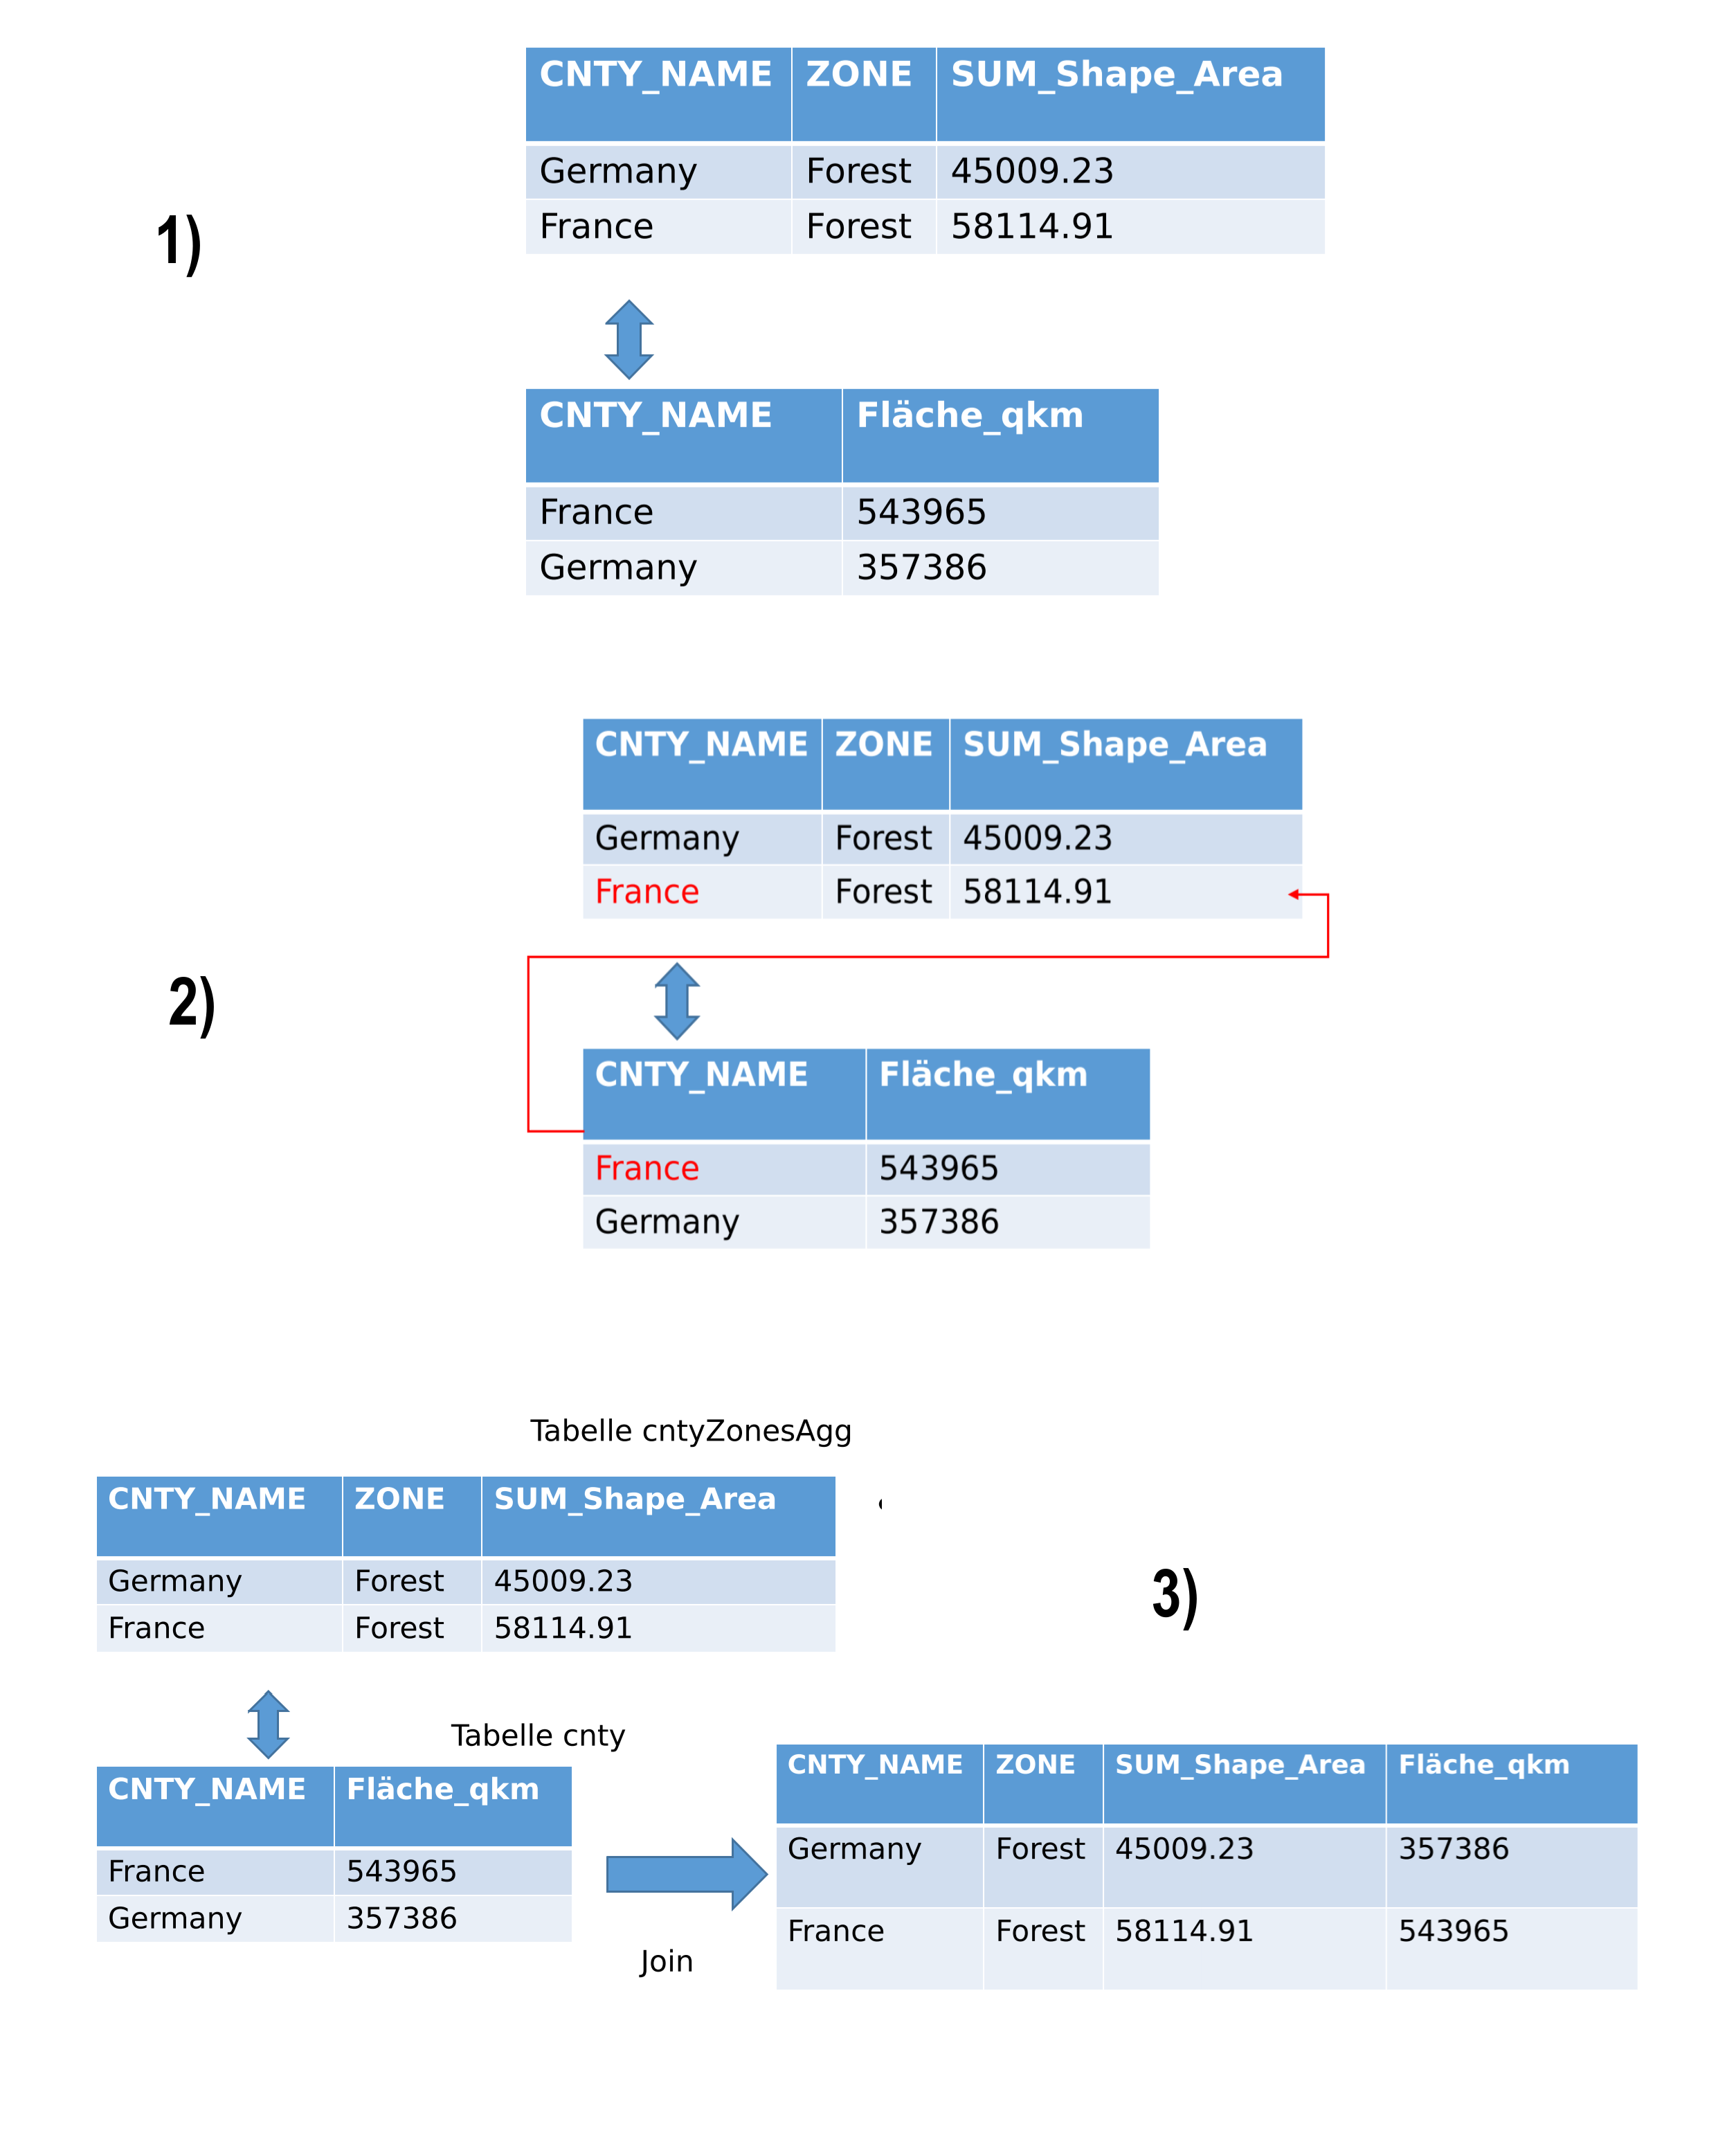 CNTY_NAME ZONE SUM_Shape_Area
Germany Forest 45009.23
France Forest 58114.91
1)
CNTY_NAME Fläche_qkm
France 543965
Germany 357386
CNTY_NAME ZONE SUM_Shape_Area
Germany Forest 45009.23
France Forest 58114.91
2)
CNTY_NAME Fläche_qkm
France 543965
Germany 357386
Tabelle cntyZonesAgg
CNTY_NAME ZONE SUM_Shape_Area
Germany Forest 45009.23
France Forest 58114.91
3)
Tabelle cnty
CNTY_NAME Fläche_qkm
France 543965
Germany 357386
Join
CNTY_NAME ZONE SUM_Shape_Area Fläche_qkm
Germany Forest 45009.23 357386
France Forest 58114.91 543965